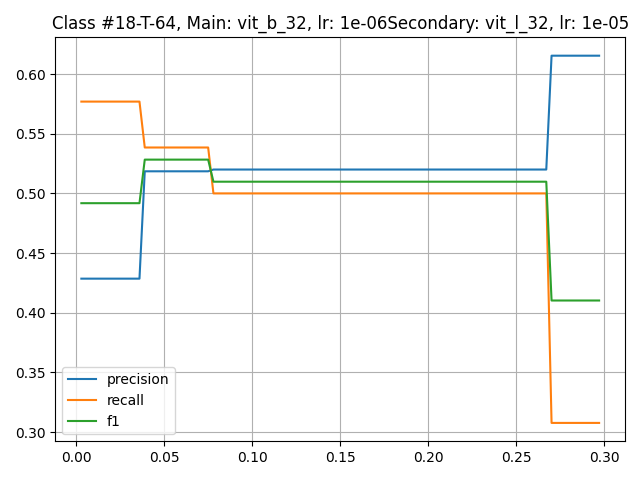 Class #18-T-64, Main: vit_b_32, lr: 1e-06Secondary: vit_l_32, lr: 1e-05
0.60
0.55
0.50
0.45
0.40
0.35
0.30
precision
recall
f1
0.00 0.05 0.10 0.15 0.20 0.25 0.30